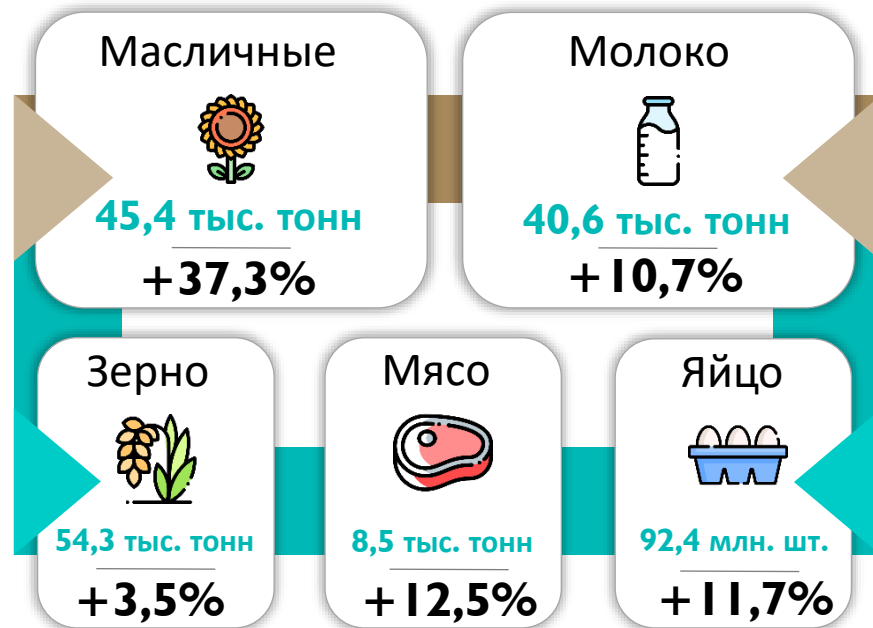 Масличные
45,4 тыс. тонн
+37,3%
Молоко
40,6 тыс. тонн
+10,7%
Зерно
54,3 тыс. тонн
+3,5%
Мясо
8,5 тыс. тонн
+12,5%
Яйцо
92,4 млн. шт.
+11,7%